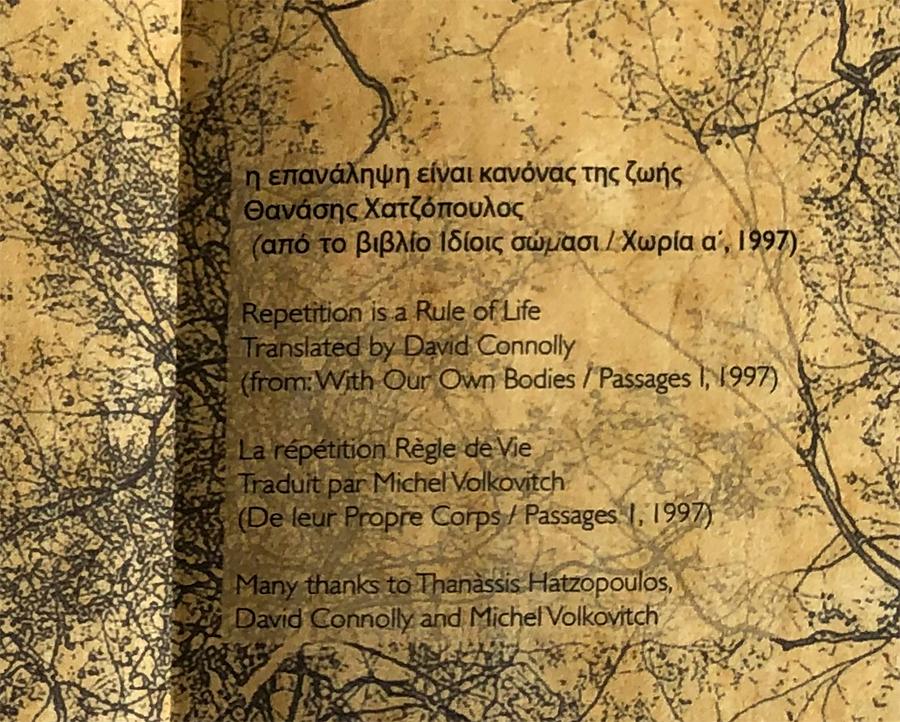 η επανάληψη είναι κανόνας της ζωής
Θανάσης Χατζόπουλος
(από το βιβλίο Ιδίοις σώμασι / Χωρία α΄, 1997)
Repetition is a Rule of Life
Translated by David Connolly
(from: With Our Own Bodies / Passages I, 1997)
La répétition Règle de Vie
Traduit par Michel Volkovitch
(De leur Propre Corps / Passages 1, 1997)
Many thanks to Thanàssis Hatzopoulos,
David Connolly and Michel Volkovitch